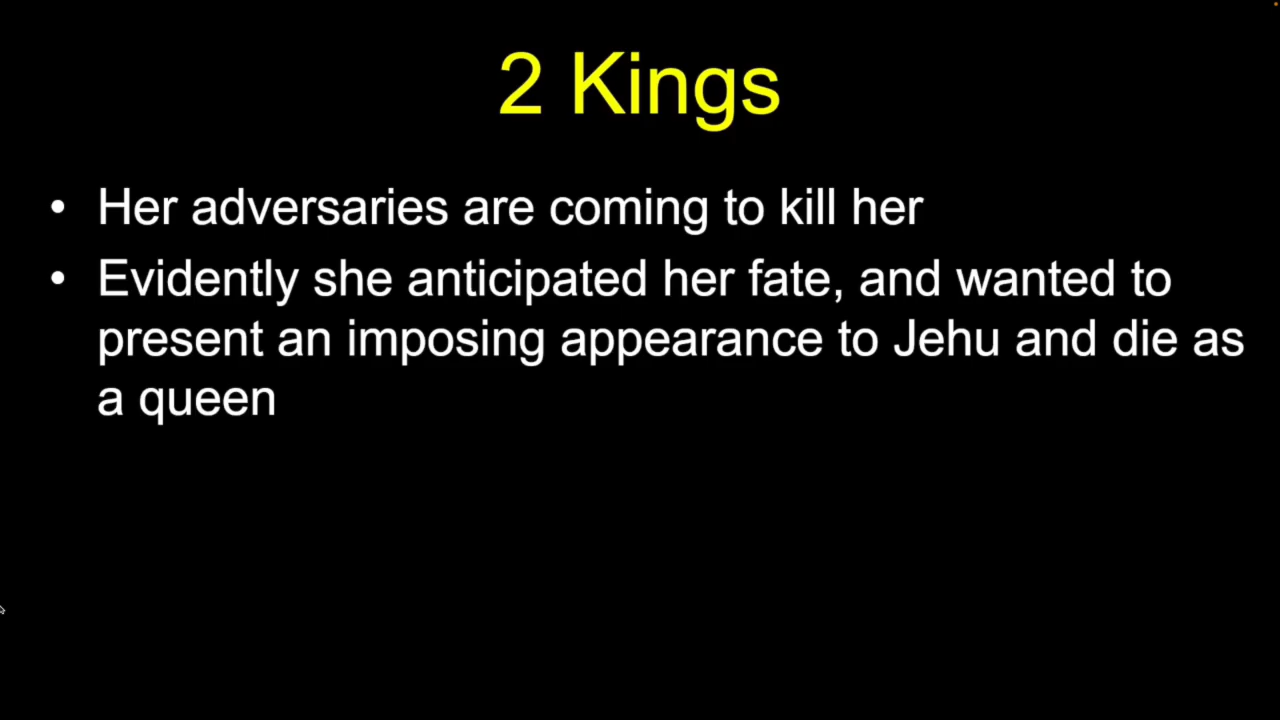 2 Kings
• Her adversaries are coming to kill her
• Evidently she anticipated her fate, and wanted to
present an imposing appearance to Jehu and die as
a queen